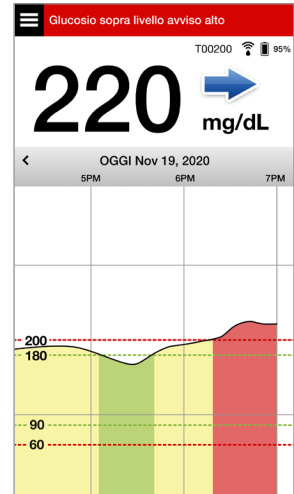 Glucosio sopra livello avviso alto
T00200 95%
220
mg/dL
OGGI Nov 19, 2020
5PM 6PM 7PM
200
180
90
60